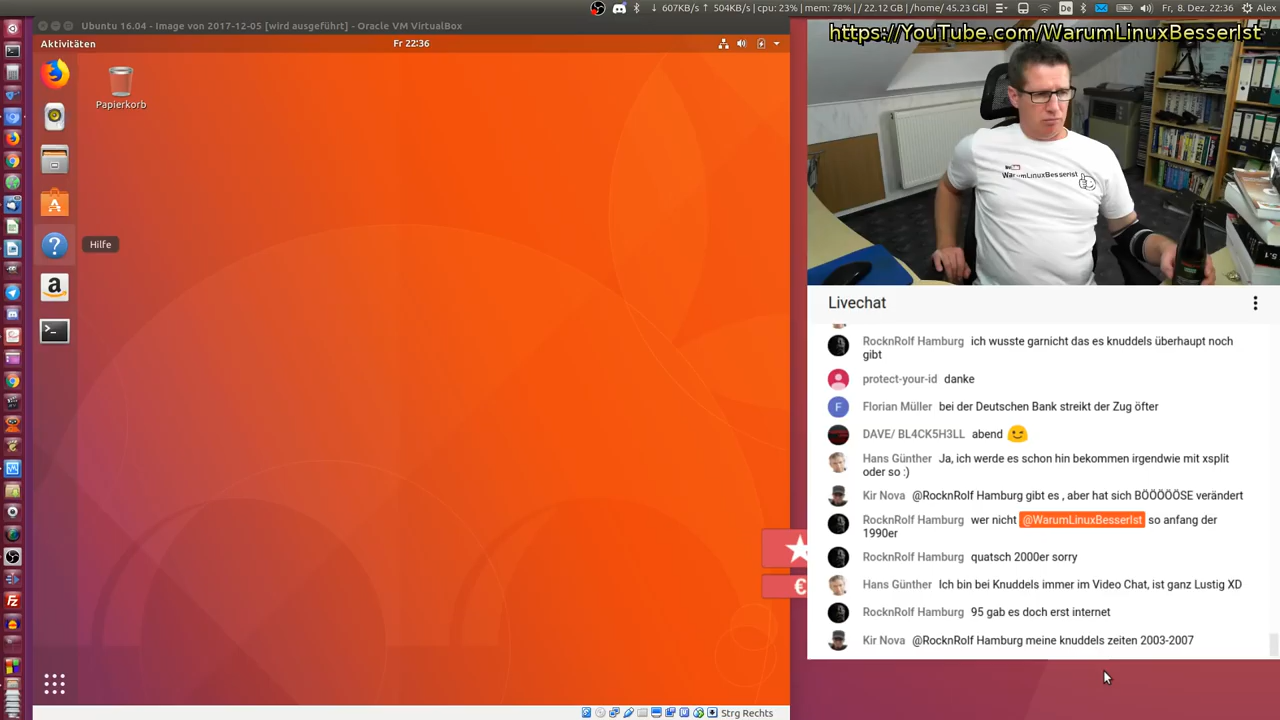 607KB/s 504KB/s cpu: 23% mem: 78% / 22.12 GB /home/ 45.23 GB De Fr, 8. Dez, 22:36 Alex
Ubuntu 16.04 - Image von 2017-12-05 [wird ausgeführt] - Oracle VM VirtualBox
Aktivitäten
Fr 22:36
Papierkorb
Hilfe
Strg Rechts
https://YouTube.com/WarumLinuxBesserIst
WarumLinuxBesserIst
5.1
Livechat
RocknRolf Hamburg ich wusste garnicht das es knuddels überhaupt noch
gibt
protect-your-id danke
F Florian Müller bei der Deutschen Bank streikt der Zug öfter
DAVE/ BL4CK5H3LL abend 😉
Hans Günther Ja, ich werde es schon hin bekommen irgendwie mit xsplit
oder so :)
Kir Nova @RocknRolf Hamburg gibt es , aber hat sich BÖÖÖÖÖSE verändert
RocknRolf Hamburg wer nicht @WarumLinuxBesserIst so anfang der
1990er
RocknRolf Hamburg quatsch 2000er sorry
Hans Günther Ich bin bei Knuddels immer im Video Chat, ist ganz Lustig XD
RocknRolf Hamburg 95 gab es doch erst internet
Kir Nova @RocknRolf Hamburg meine knuddels zeiten 2003-2007